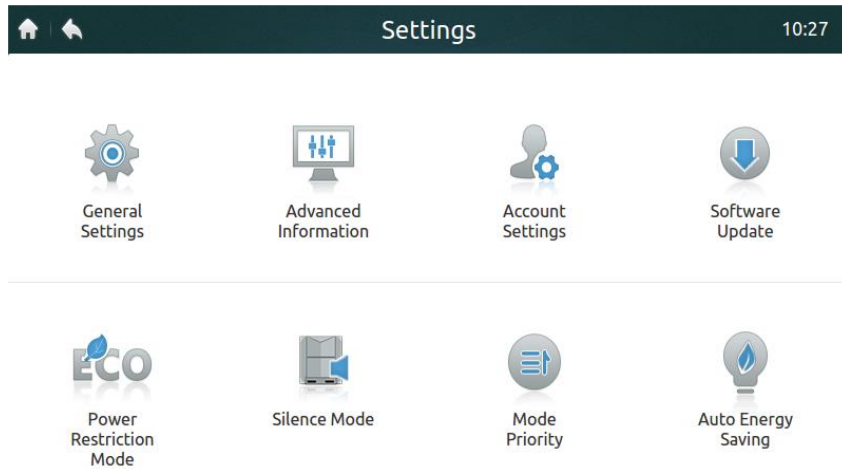 Settings
10:27
General
Settings
Advanced
Information
Account
Settings
Software
Update
ECO
Power
Restriction
Mode
Silence Mode
Mode
Priority
Auto Energy
Saving